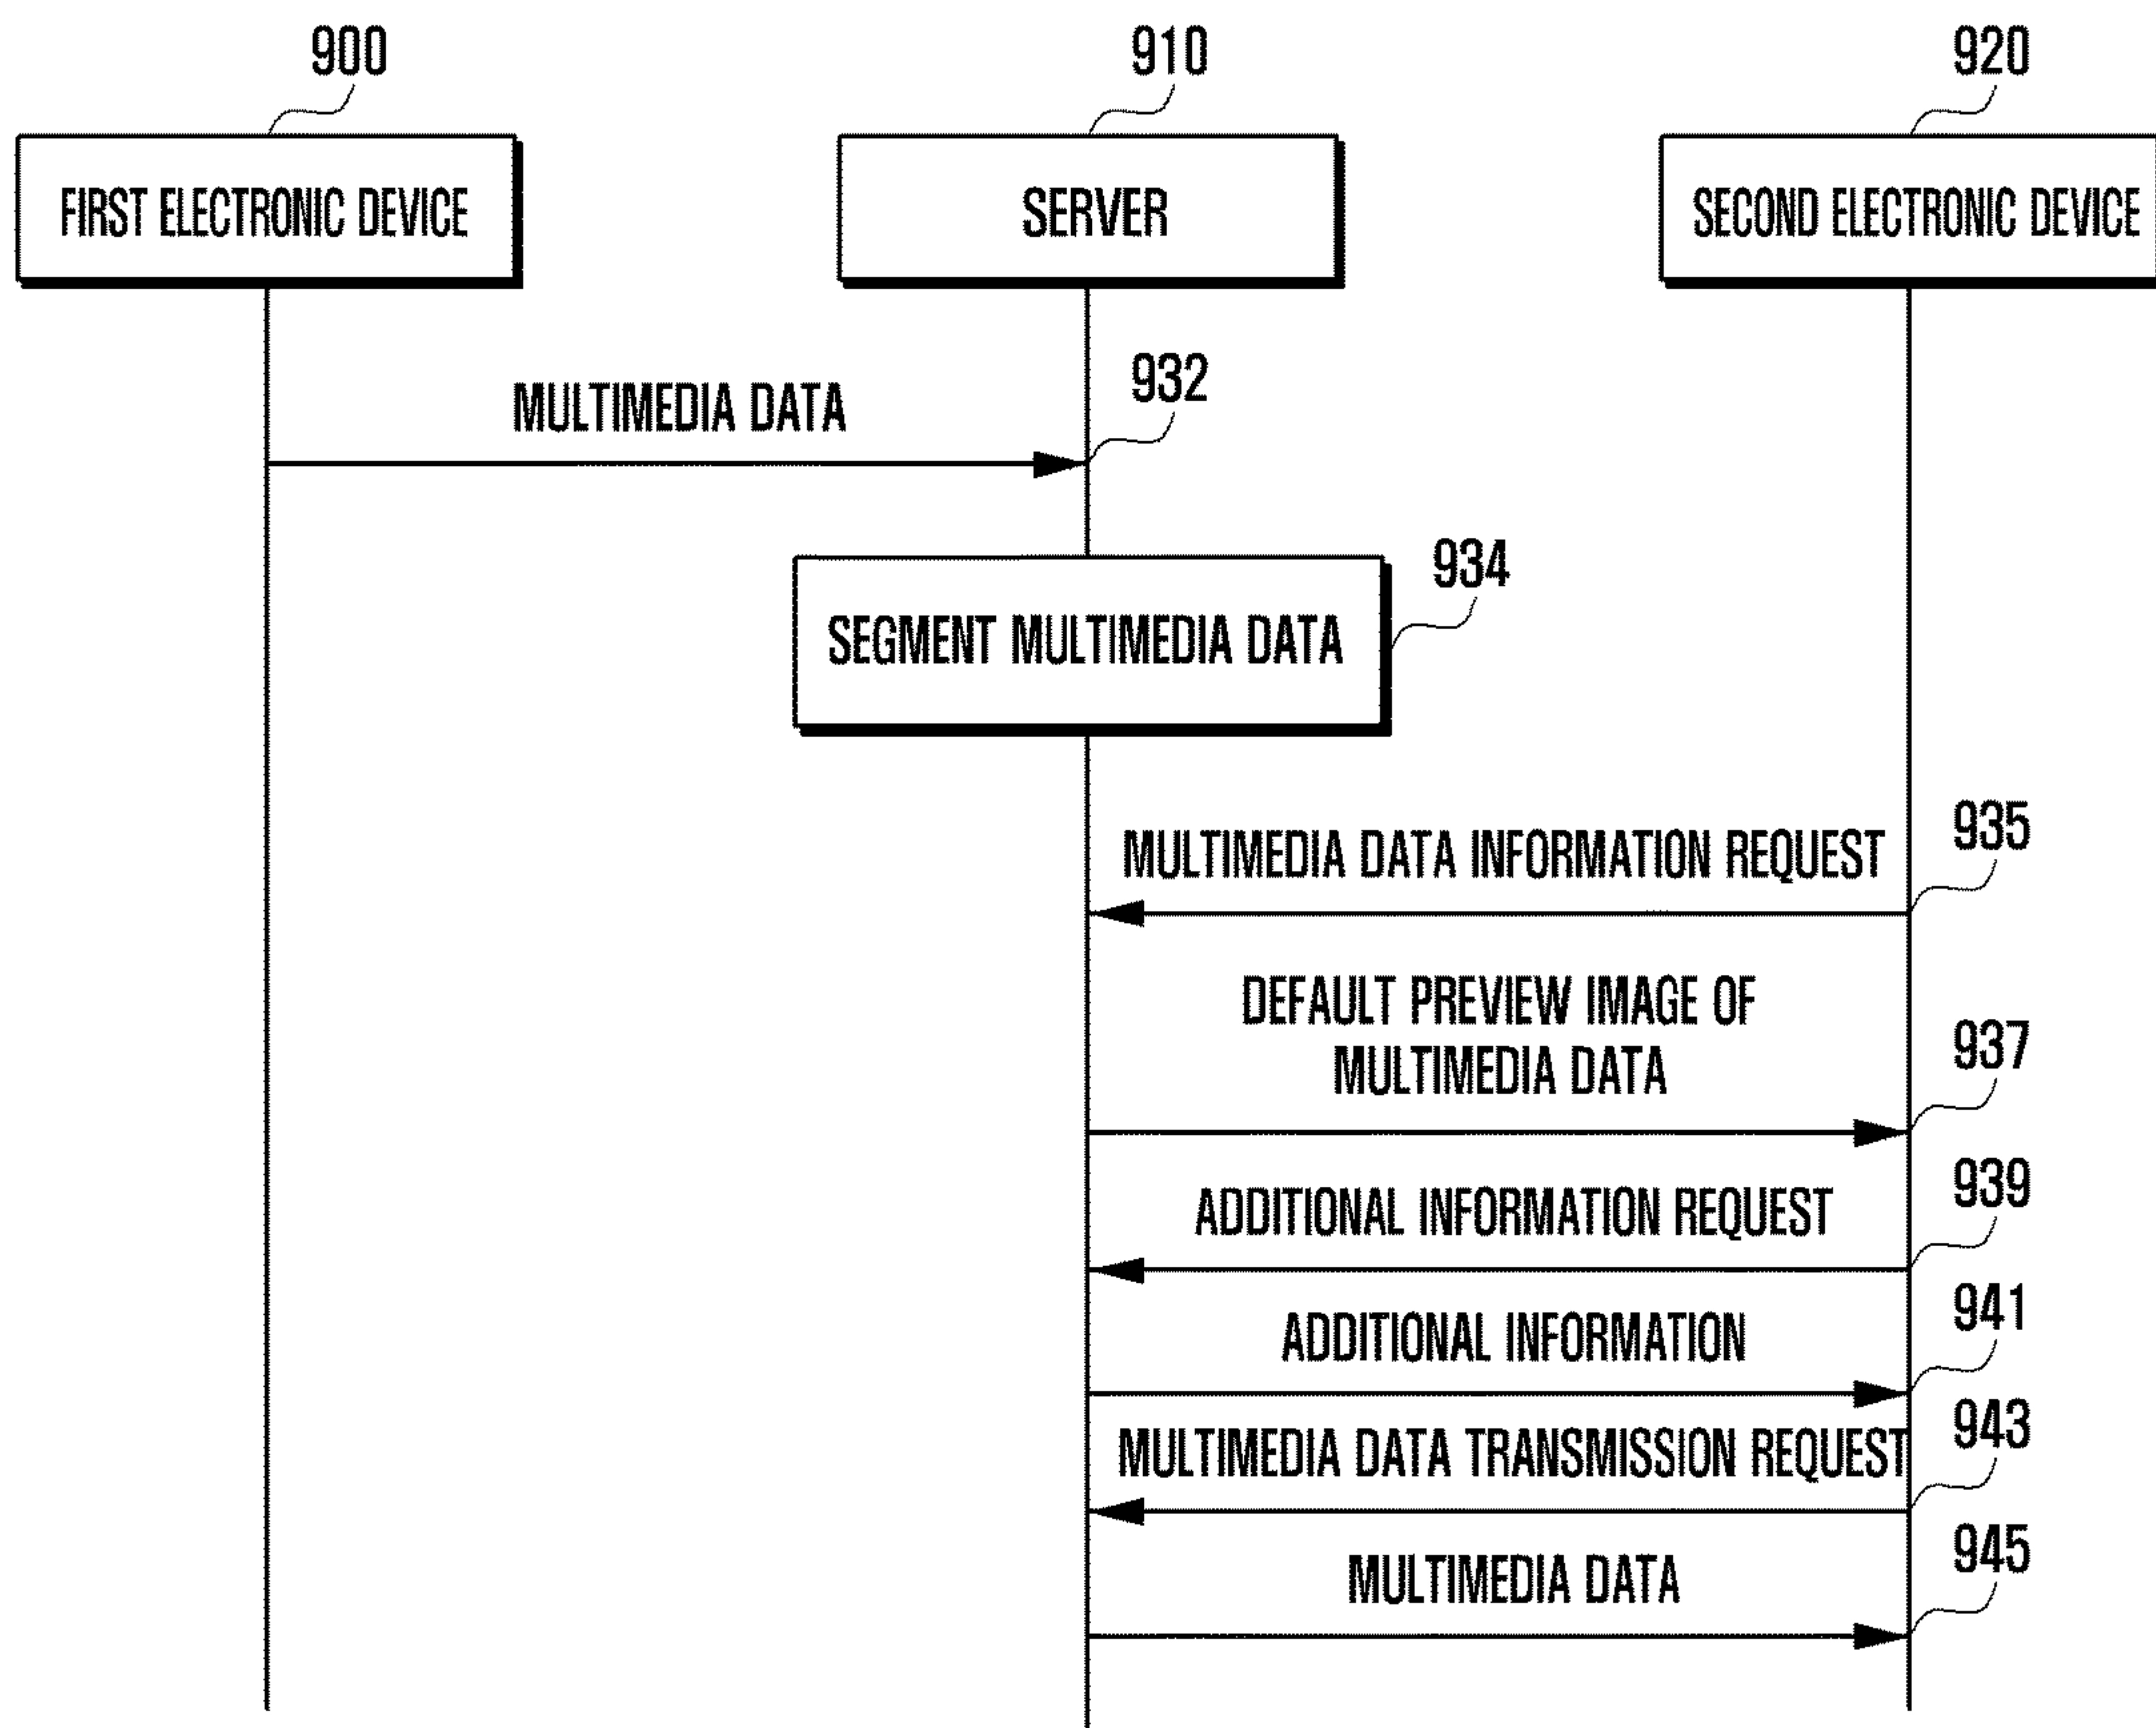 900
910
920
FIRST ELECTRONIC DEVICE
SERVER
SECOND ELECTRONIC DEVICE
932
MULTIMEDIA DATA
934
SEGMENT MULTIMEDIA DATA
935
MULTIMEDIA DATA INFORMATION REQUEST
DEFAULT PREVIEW IMAGE OF
MULTIMEDIA DATA
937
939
ADDITIONAL INFORMATION REQUEST
941
ADDITIONAL INFORMATION
943
MULTIMEDIA DATA TRANSMISSION REQUEST
945
MULTIMEDIA DATA